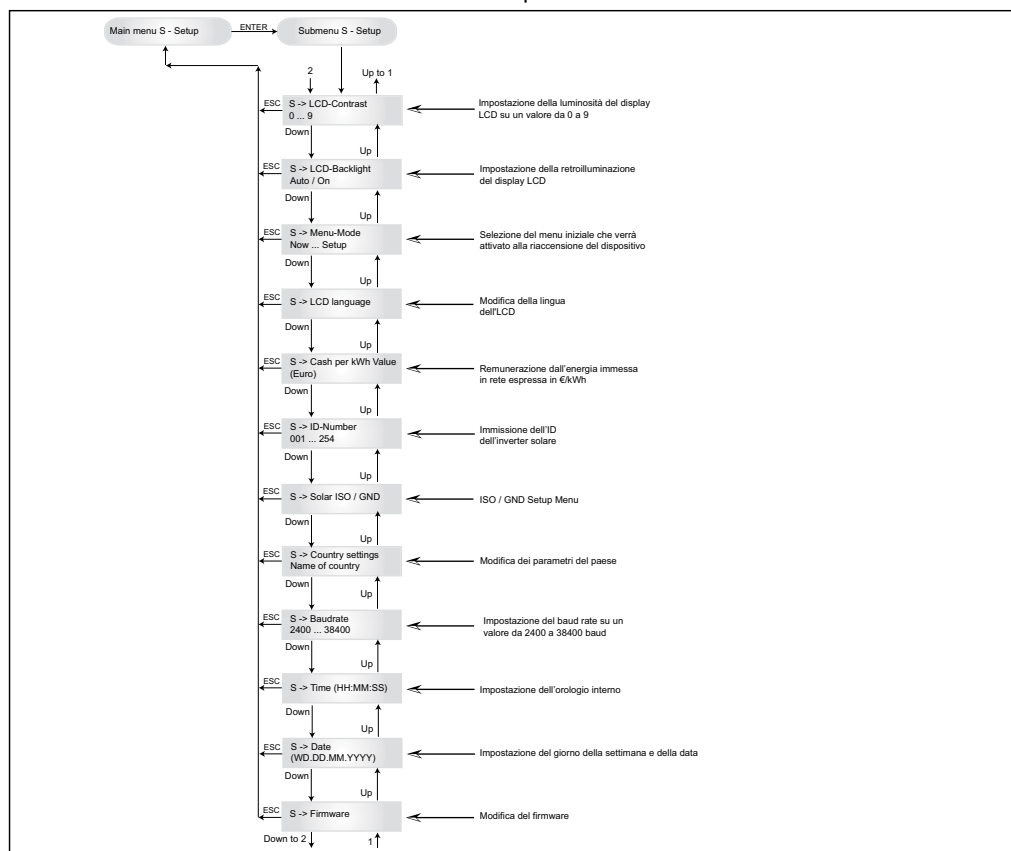 Main menu S - Setup
ENTER
Submenu S - Setup
2
Up to 1
ESC
S -> LCD-Contrast
0 ... 9
Impostazione della luminosità del display
LCD su un valore da 0 a 9
Down
Up
ESC
S -> LCD-Backlight
Auto / On
Impostazione della retroilluminazione
del display LCD
Down
Up
ESC
S -> Menu-Mode
Now ... Setup
Selezione del menu iniziale che verrà
attivato alla riaccensione del dispositivo
Down
Up
ESC
S -> LCD language
Modifica della lingua
dell'LCD
Down
Up
ESC
S -> Cash per kWh Value
(Euro)
Remunerazione dall'energia immessa
in rete espressa in €/kWh
Down
Up
ESC
S -> ID-Number
001 ... 254
Immissione dell'ID
dell'inverter solare
Down
Up
ESC
S -> Solar ISO / GND
ISO / GND Setup Menu
Down
Up
ESC
S -> Country settings
Name of country
Modifica dei parametri del paese
Down
Up
ESC
S -> Baudrate
2400 ... 38400
Impostazione del baud rate su un
valore da 2400 a 38400 baud
Down
Up
ESC
S -> Time (HH:MM:SS)
Impostazione dell'orologio interno
Down
Up
ESC
S -> Date
(WD.DD.MM.YYYY)
Impostazione del giorno della settimana e della data
Down
Up
ESC
S -> Firmware
Modifica del firmware
Down to 2
1